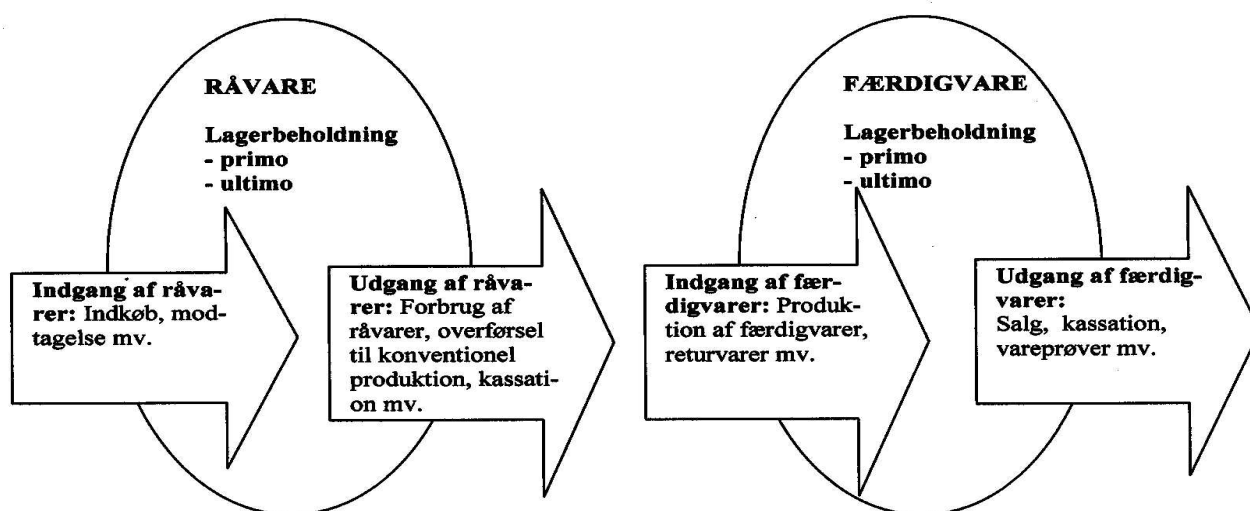 RÅVARE
Lagerbeholdning
- primo
- ultimo
Indgang af råva-
rer: Indkøb, mod-
tagelse mv.
Udgang af råva-
rer: Forbrug af
råvarer, overførsel
til konventionel
produktion, kassati-
on mv.
FÆRDIGVARE
Lagerbeholdning
- primo
- ultimo
Indgang af fær-
digvarer: Produk-
tion af færdigvarer,
returvarer mv.
Udgang af færdig-
varer:
Salg, kassation,
vareprøver mv.